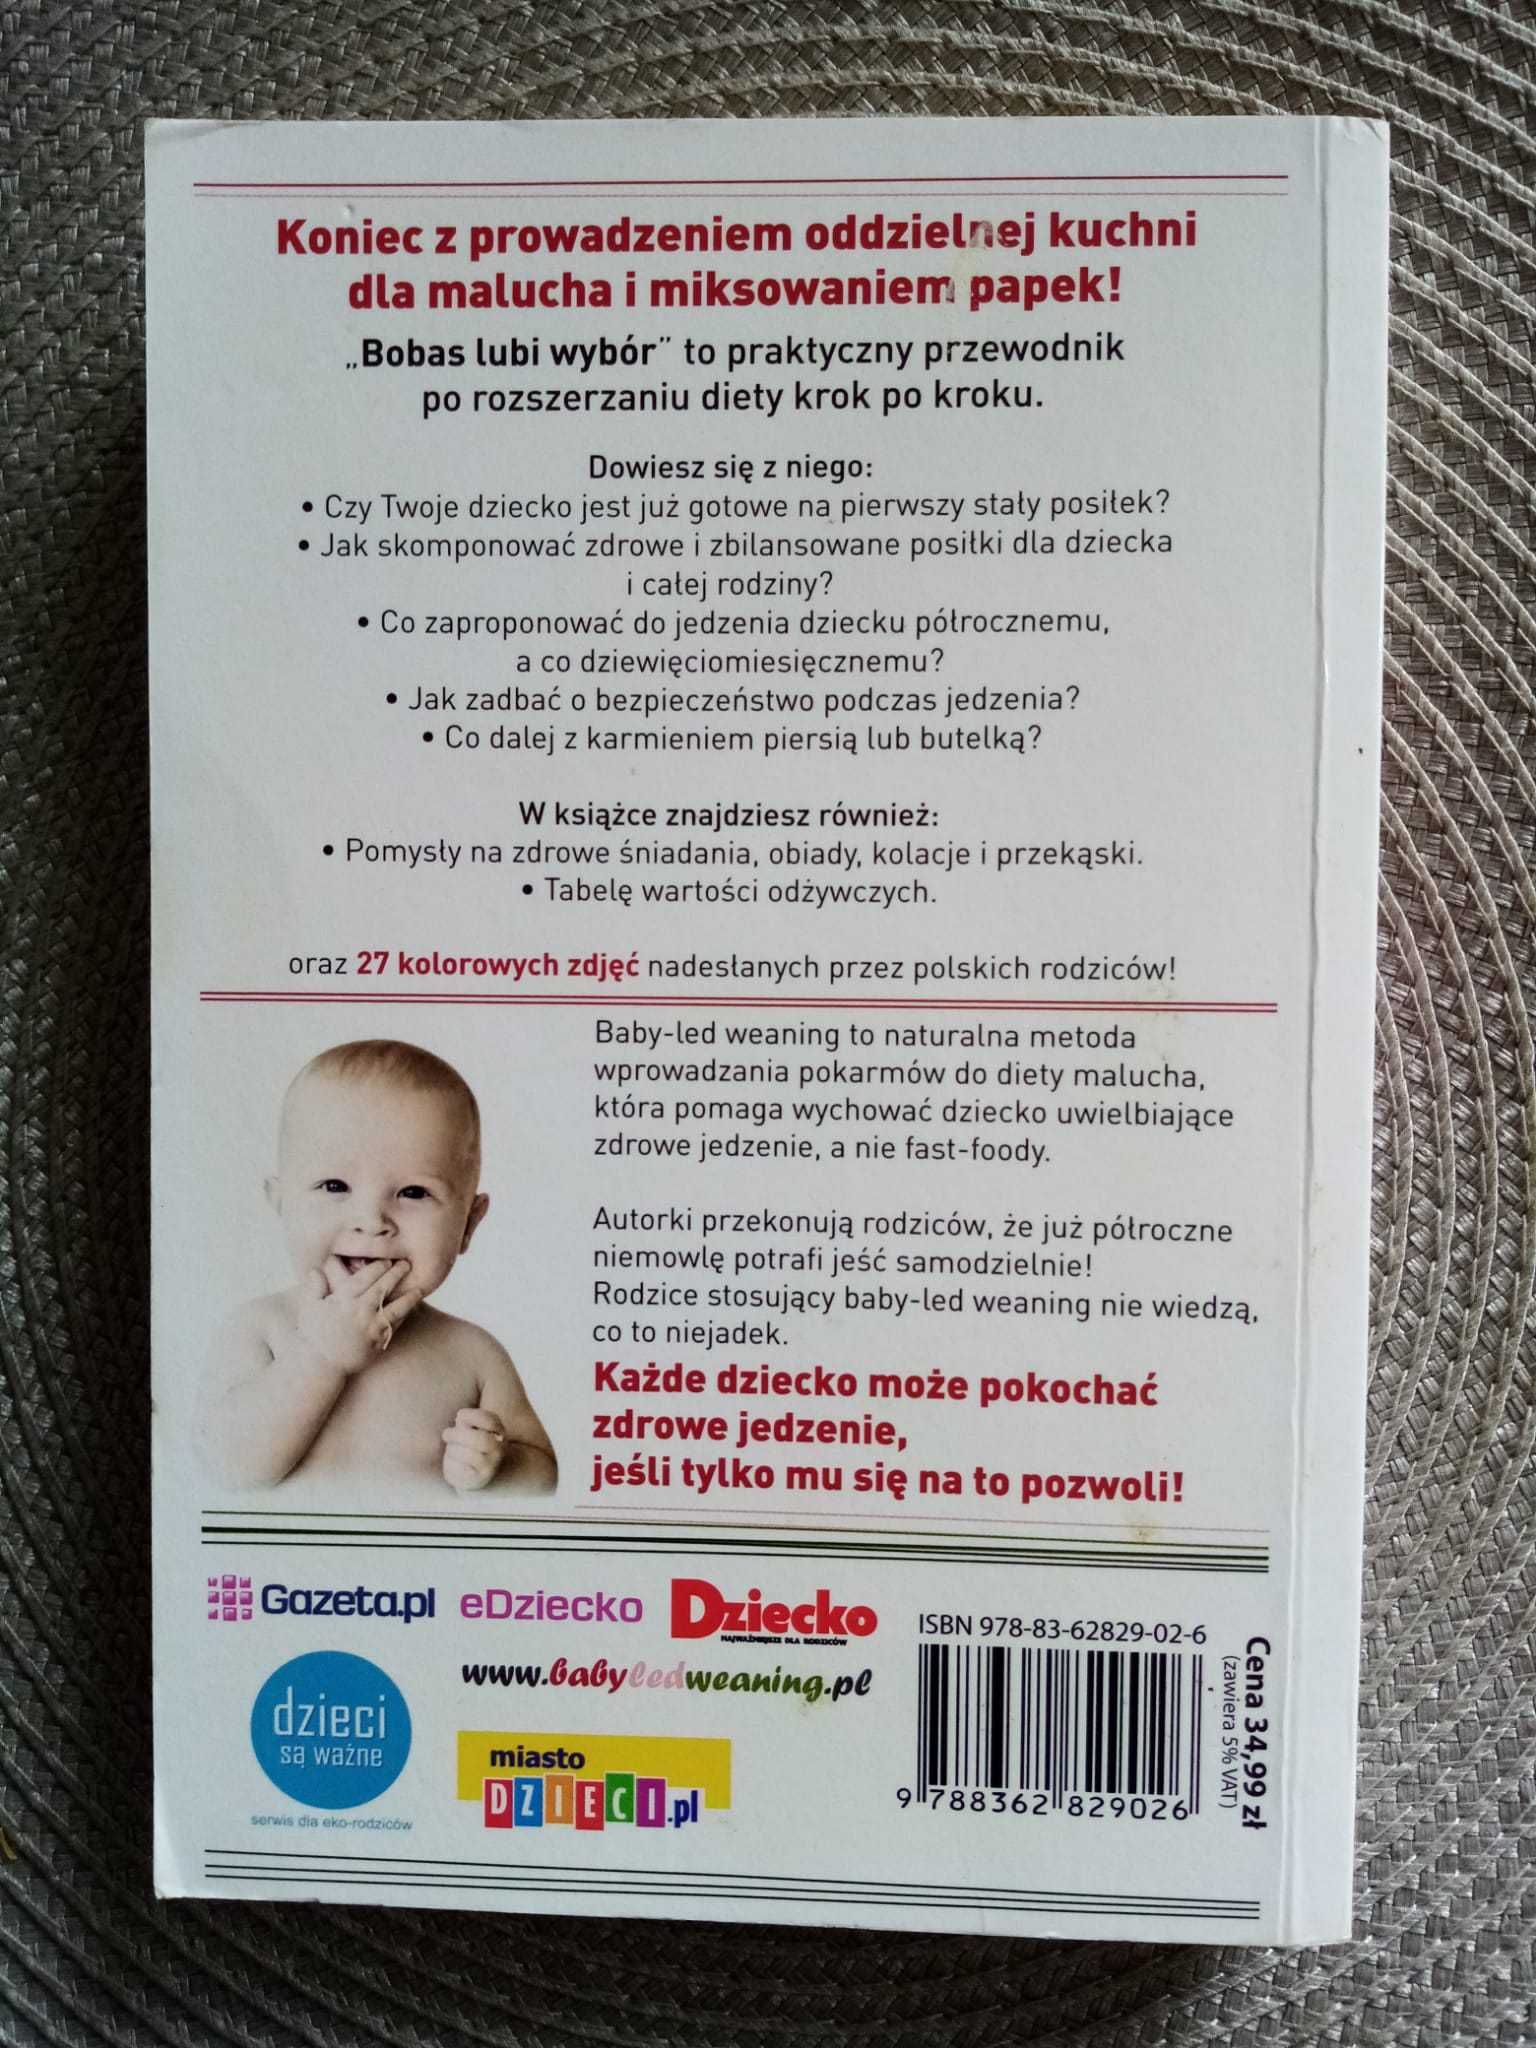 Koniec z prowadzeniem oddzielnej kuchni
dla malucha i miksowaniem papek!
„Bobas lubi wybór” to praktyczny przewodnik
po rozszerzaniu diety krok po kroku.
Dowiesz się z niego:
• Czy Twoje dziecko jest już gotowe na pierwszy stały posiłek?
• Jak skomponować zdrowe i zbilansowane posiłki dla dziecka
i całej rodziny?
• Co zaproponować do jedzenia dziecku półrocznemu,
a co dziewięciomiesięcznemu?
• Jak zadbać o bezpieczeństwo podczas jedzenia?
• Co dalej z karmieniem piersią lub butelką?
W książce znajdziesz również:
• Pomysły na zdrowe śniadania, obiady, kolacje i przekąski.
• Tabelę wartości odżywczych.
oraz 27 kolorowych zdjęć nadesłanych przez polskich rodziców!
Baby-led weaning to naturalna metoda
wprowadzania pokarmów do diety malucha,
która pomaga wychować dziecko uwielbiające
zdrowe jedzenie, a nie fast-foody.
Autorki przekonują rodziców, że już półroczne
niemowlę potrafi jeść samodzielnie!
Rodzice stosujący baby-led weaning nie wiedzą,
co to niejadek.
Każde dziecko może pokochać
zdrowe jedzenie,
jeśli tylko mu się na to pozwoli!
Gazeta.pl
eDziecko
Dziecko
NAJWAŻNIEJSZE DLA RODZICÓW
www.babyledweaning.pl
dzieci
są ważne
serwis dla eko-rodziców
miasto
DZIECI.pl
ISBN 978-83-62829-02-6
9 788362 829026
Cena 34,99 zł
(zawiera 5% VAT)